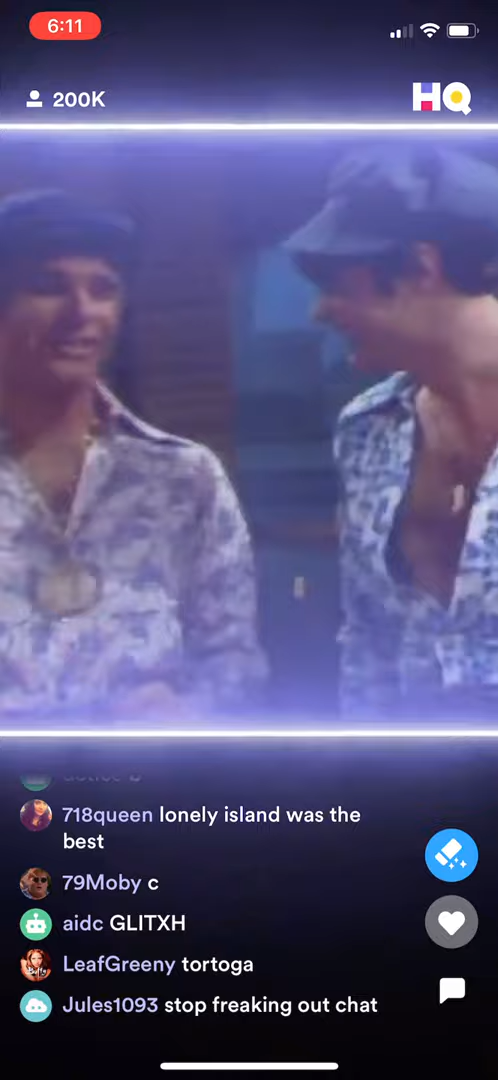 6:11
200K
HQ
718queen lonely island was the
best
79Moby c
aidc GLITXH
LeafGreeny tortoga
Jules1093 stop freaking out chat